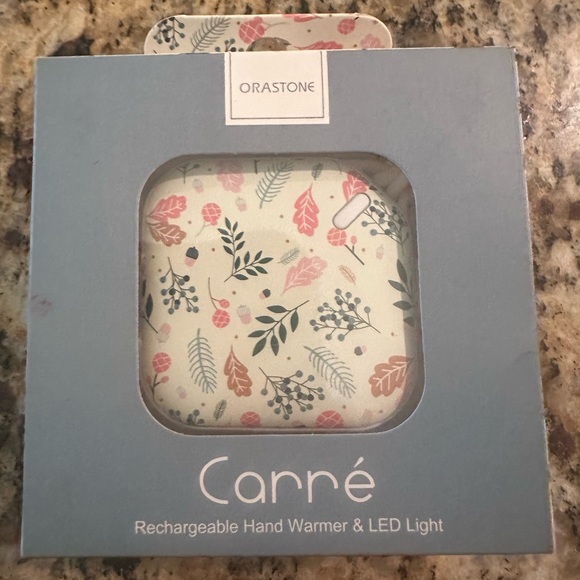 ORASTONE
Carré
Rechargeable Hand Warmer & LED Light